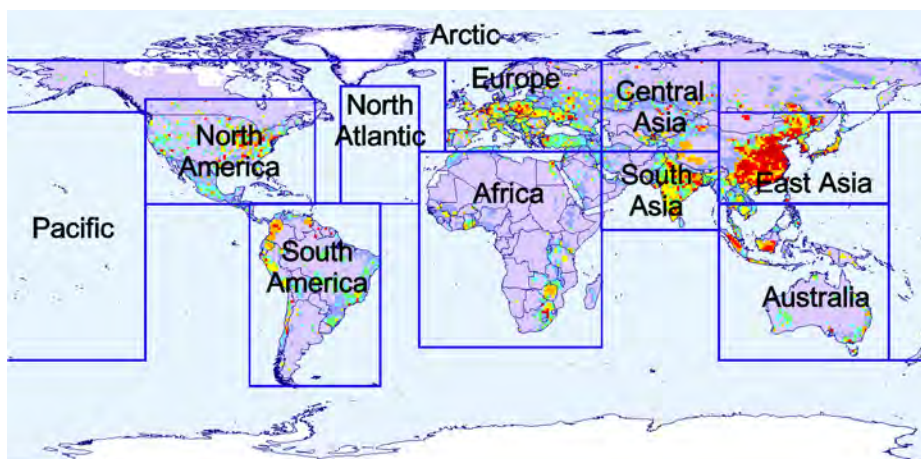 Arctic
Europe
Central
Asia
North
Atlantic
North
America
South
Asia
East Asia
Africa
Pacific
South
America
Australia